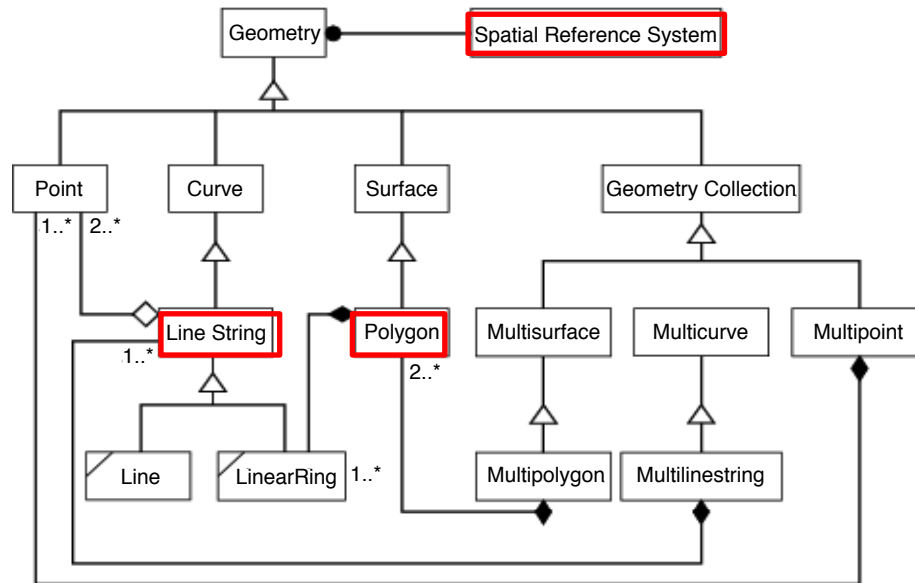 Geometry
Spatial Reference System
Point
Curve
Surface
Geometry Collection
1..*
2..*
Line String
Polygon
Multisurface
Multicurve
Multipoint
1..*
2..*
Line
LinearRing
1..*
Multipolygon
Multilinestring